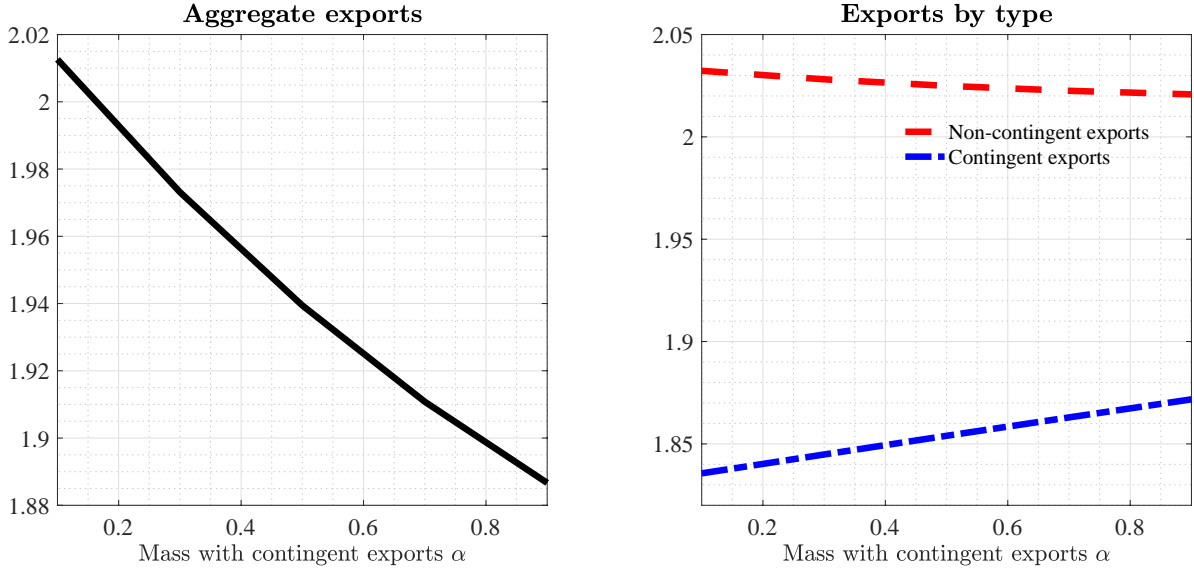 Aggregate exports
2.02
2
1.98
1.96
1.94
1.92
1.9
1.88
0.2 0.4 0.6 0.8
Mass with contingent exports α
Exports by type
2.05
2
1.95
1.9
1.85
Non-contingent exports
Contingent exports
0.2 0.4 0.6 0.8
Mass with contingent exports α